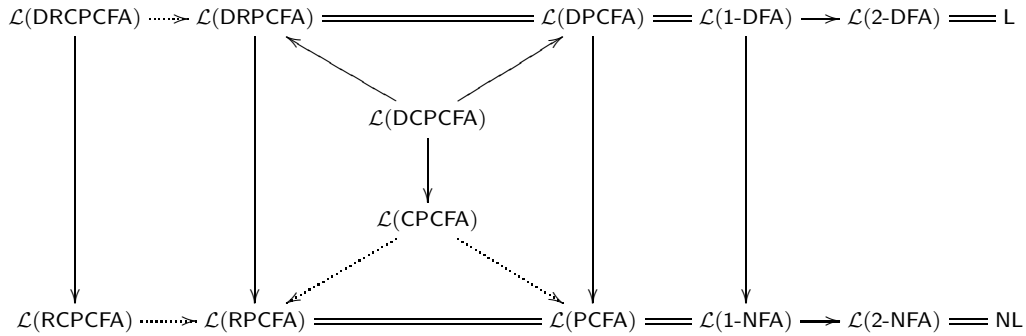 ℒ(DRCPCFA) ℒ(DRPCFA) ℒ(DPCFA) ℒ(1-DFA) ℒ(2-DFA) L
ℒ(DCPCFA)
ℒ(CPCFA)
ℒ(RCPCFA) ℒ(RPCFA) ℒ(PCFA) ℒ(1-NFA) ℒ(2-NFA) NL